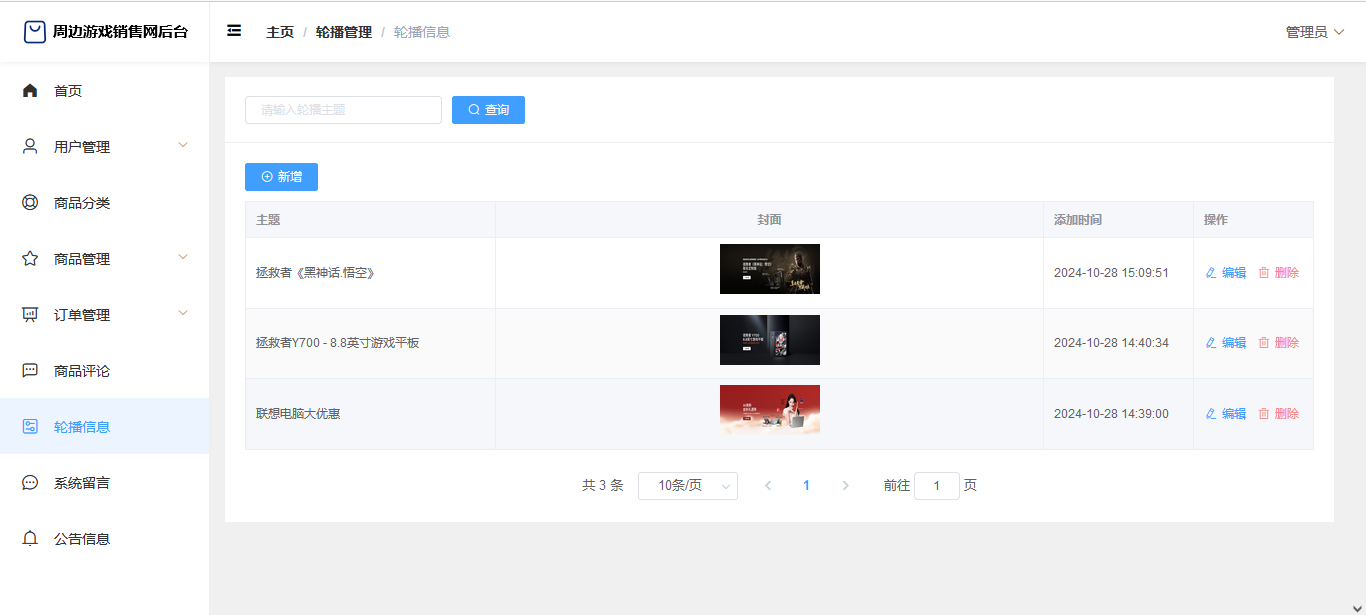 周边游戏销售网后台
主页 / 轮播管理 / 轮播信息
管理员
首页
用户管理
商品分类
商品管理
订单管理
商品评论
轮播信息
系统留言
公告信息
请输入轮播主题
查询
新增
主题 封面 添加时间 操作
拯救者《黑神话.悟空》 2024-10-28 15:09:51 编辑 删除
拯救者Y700 - 8.8英寸游戏平板 2024-10-28 14:40:34 编辑 删除
联想电脑大优惠 2024-10-28 14:39:00 编辑 删除
共 3 条 10条/页 1 前往 1 页